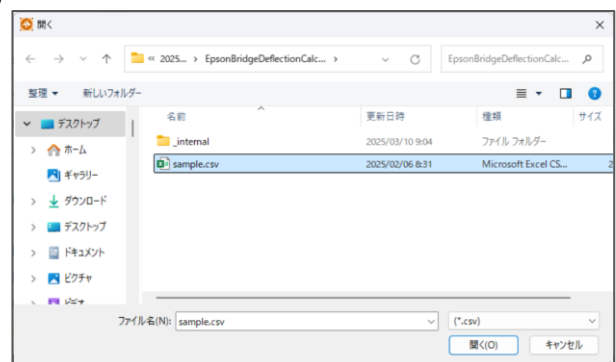 開く
« 2025... › EpsonBridgeDeflectionCalc... ›
EpsonBridgeDeflectionCalc...
整理 新しいフォルダー
名前 更新日時 種類 サイズ
デスクトップ
_internal 2025/03/10 9:04 ファイル フォルダー
ホーム
sample.csv 2025/02/06 8:31 Microsoft Excel CS... 2
ギャラリー
ダウンロード
デスクトップ
ドキュメント
ピクチャ
ビデオ
ファイル名(N): sample.csv (*.csv)
開く(O) キャンセル